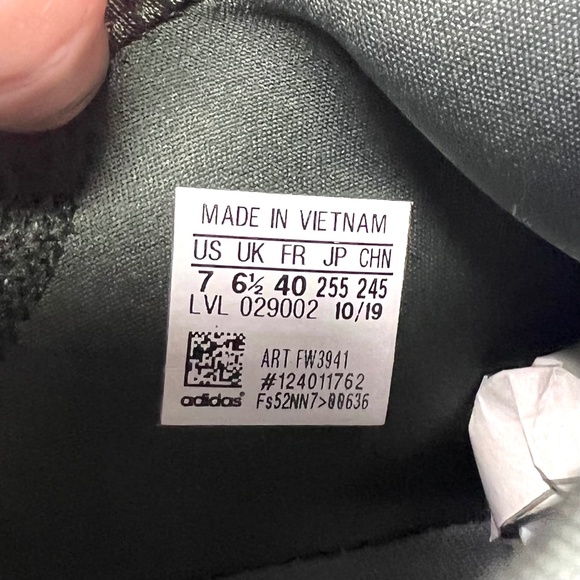 MADE IN VIETNAM
US UK FR JP CHN
7 6½ 40 255 245
LVL 029002 10/19
ART FW3941
#124011762
adidas Fs52NN7>00636